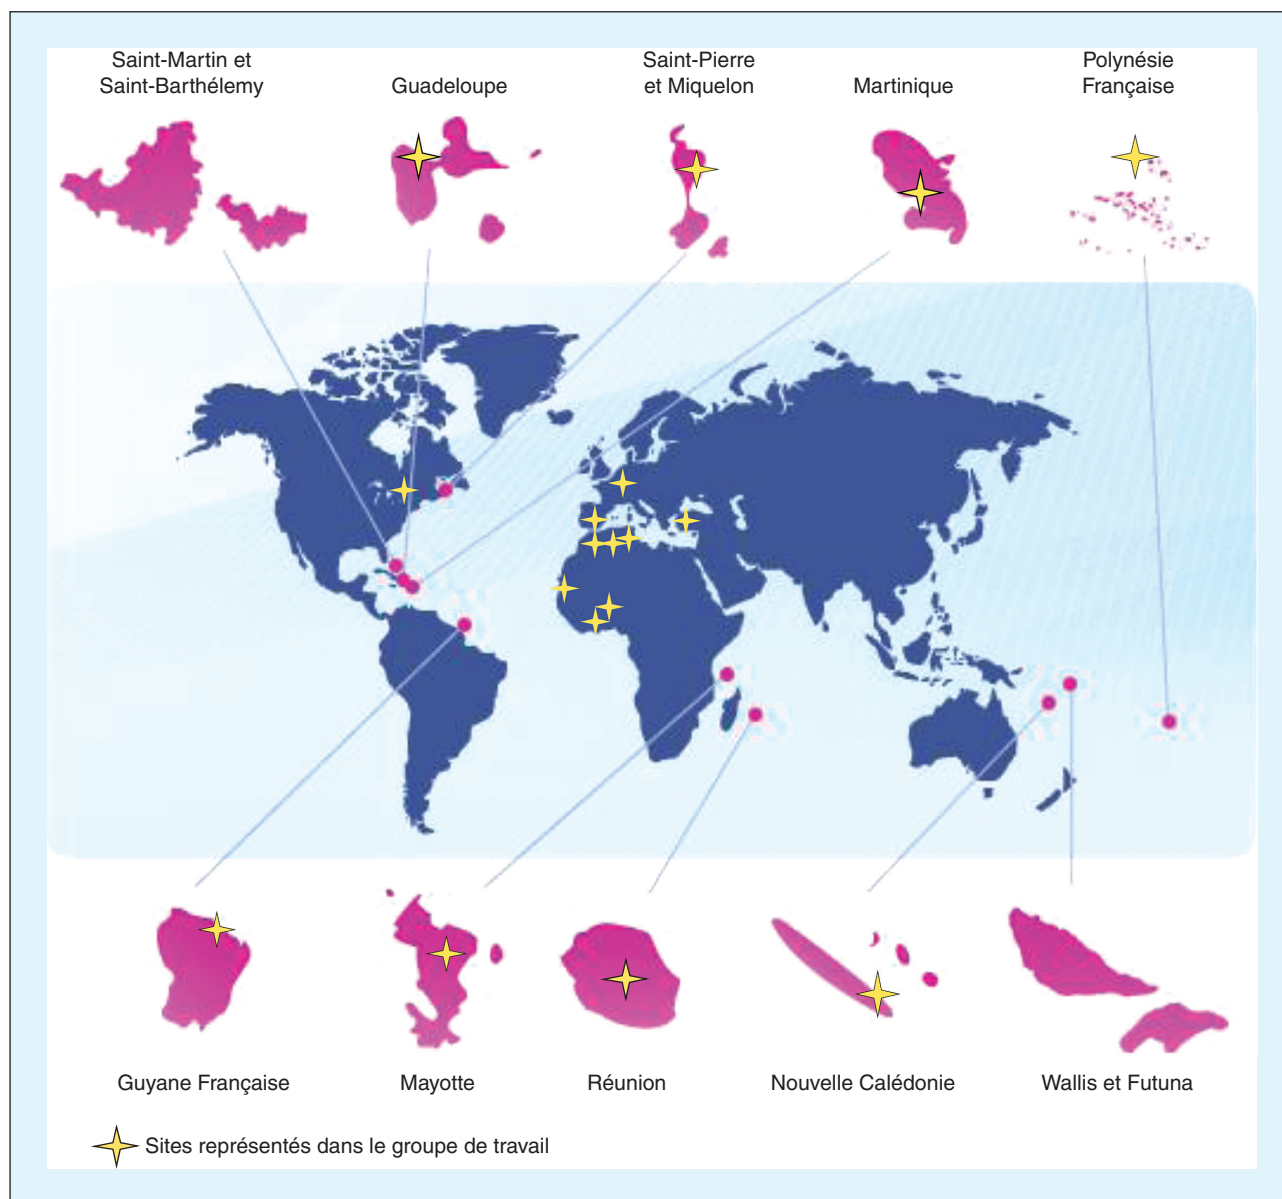 Saint-Martin et
Saint-Barthélemy
Guadeloupe
Saint-Pierre
et Miquelon
Martinique
Polynésie
Française
Guyane Française
Mayotte
Réunion
Nouvelle Calédonie
Wallis et Futuna
Sites représentés dans le groupe de travail